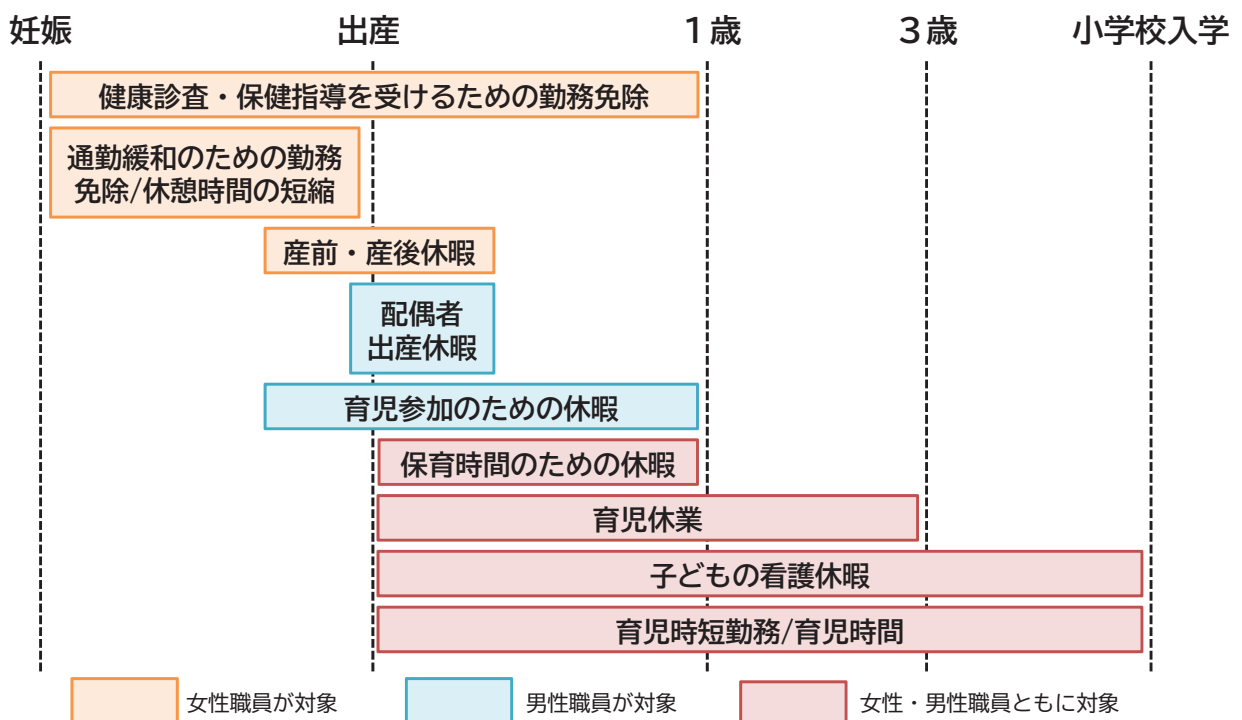 妊娠 出産 1歳 3歳 小学校入学
健康診査・保健指導を受けるための勤務免除
通勤緩和のための勤務
免除/休憩時間の短縮
産前・産後休暇
配偶者
出産休暇
育児参加のための休暇
保育時間のための休暇
育児休業
子どもの看護休暇
育児時短勤務/育児時間
女性職員が対象 男性職員が対象 女性・男性職員ともに対象